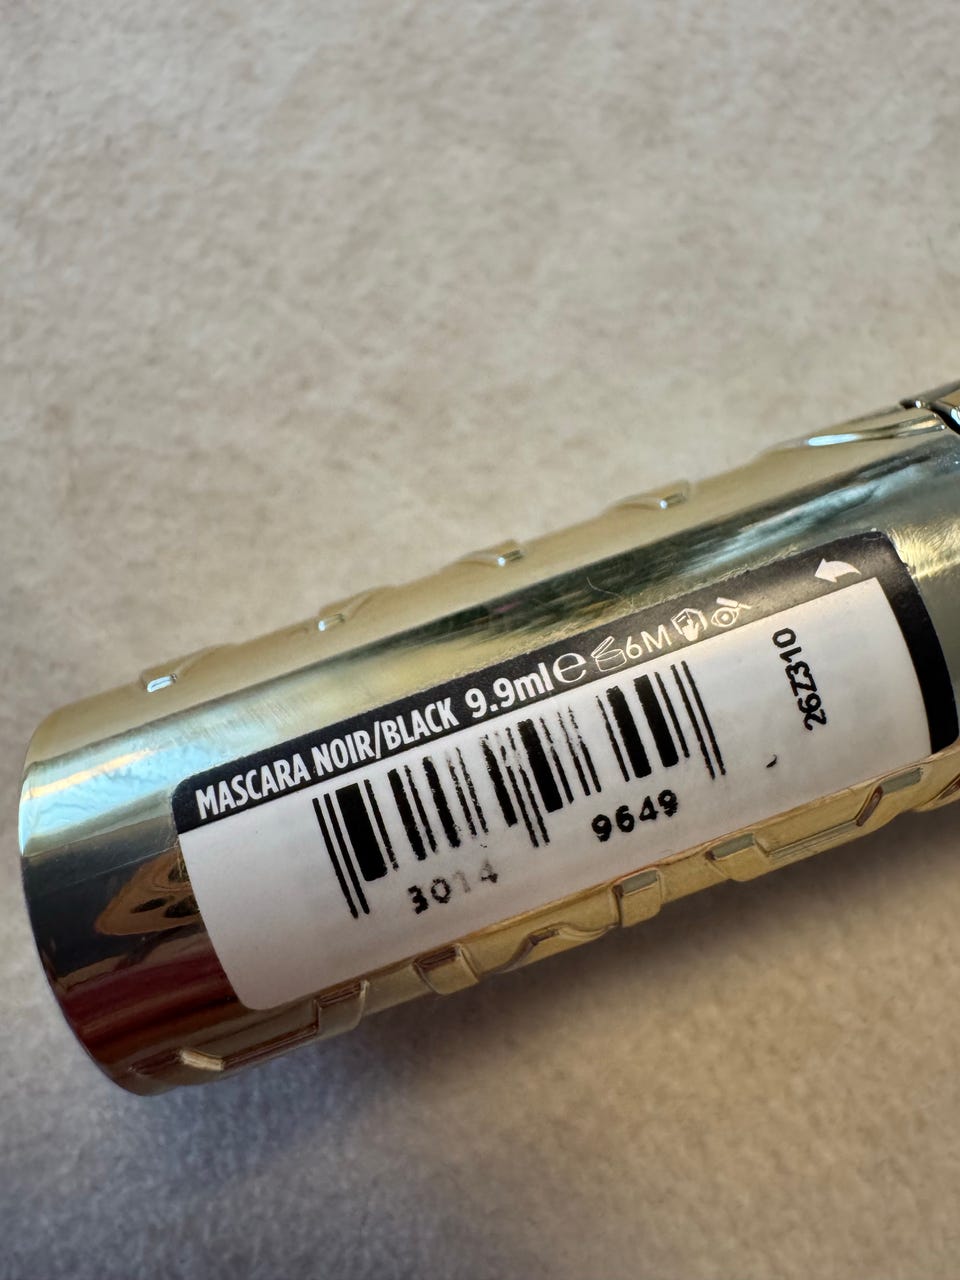 MASCARA NOIR/BLACK 9.9ml e 6M
3014 9649
26Z310